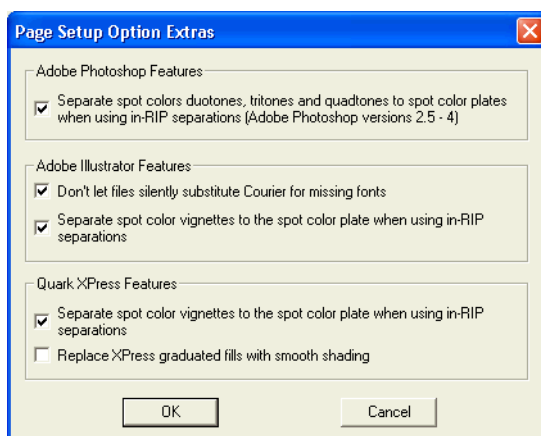 Page Setup Option Extras
Adobe Photoshop Features
Separate spot colors duotones, tritones and quadtones to spot color plates
when using in-RIP separations (Adobe Photoshop versions 2.5 - 4)
Adobe Illustrator Features
Don't let files silently substitute Courier for missing fonts
Separate spot color vignettes to the spot color plate when using in-RIP
separations
Quark XPress Features
Separate spot color vignettes to the spot color plate when using in-RIP
separations
Replace XPress graduated fills with smooth shading
OK Cancel